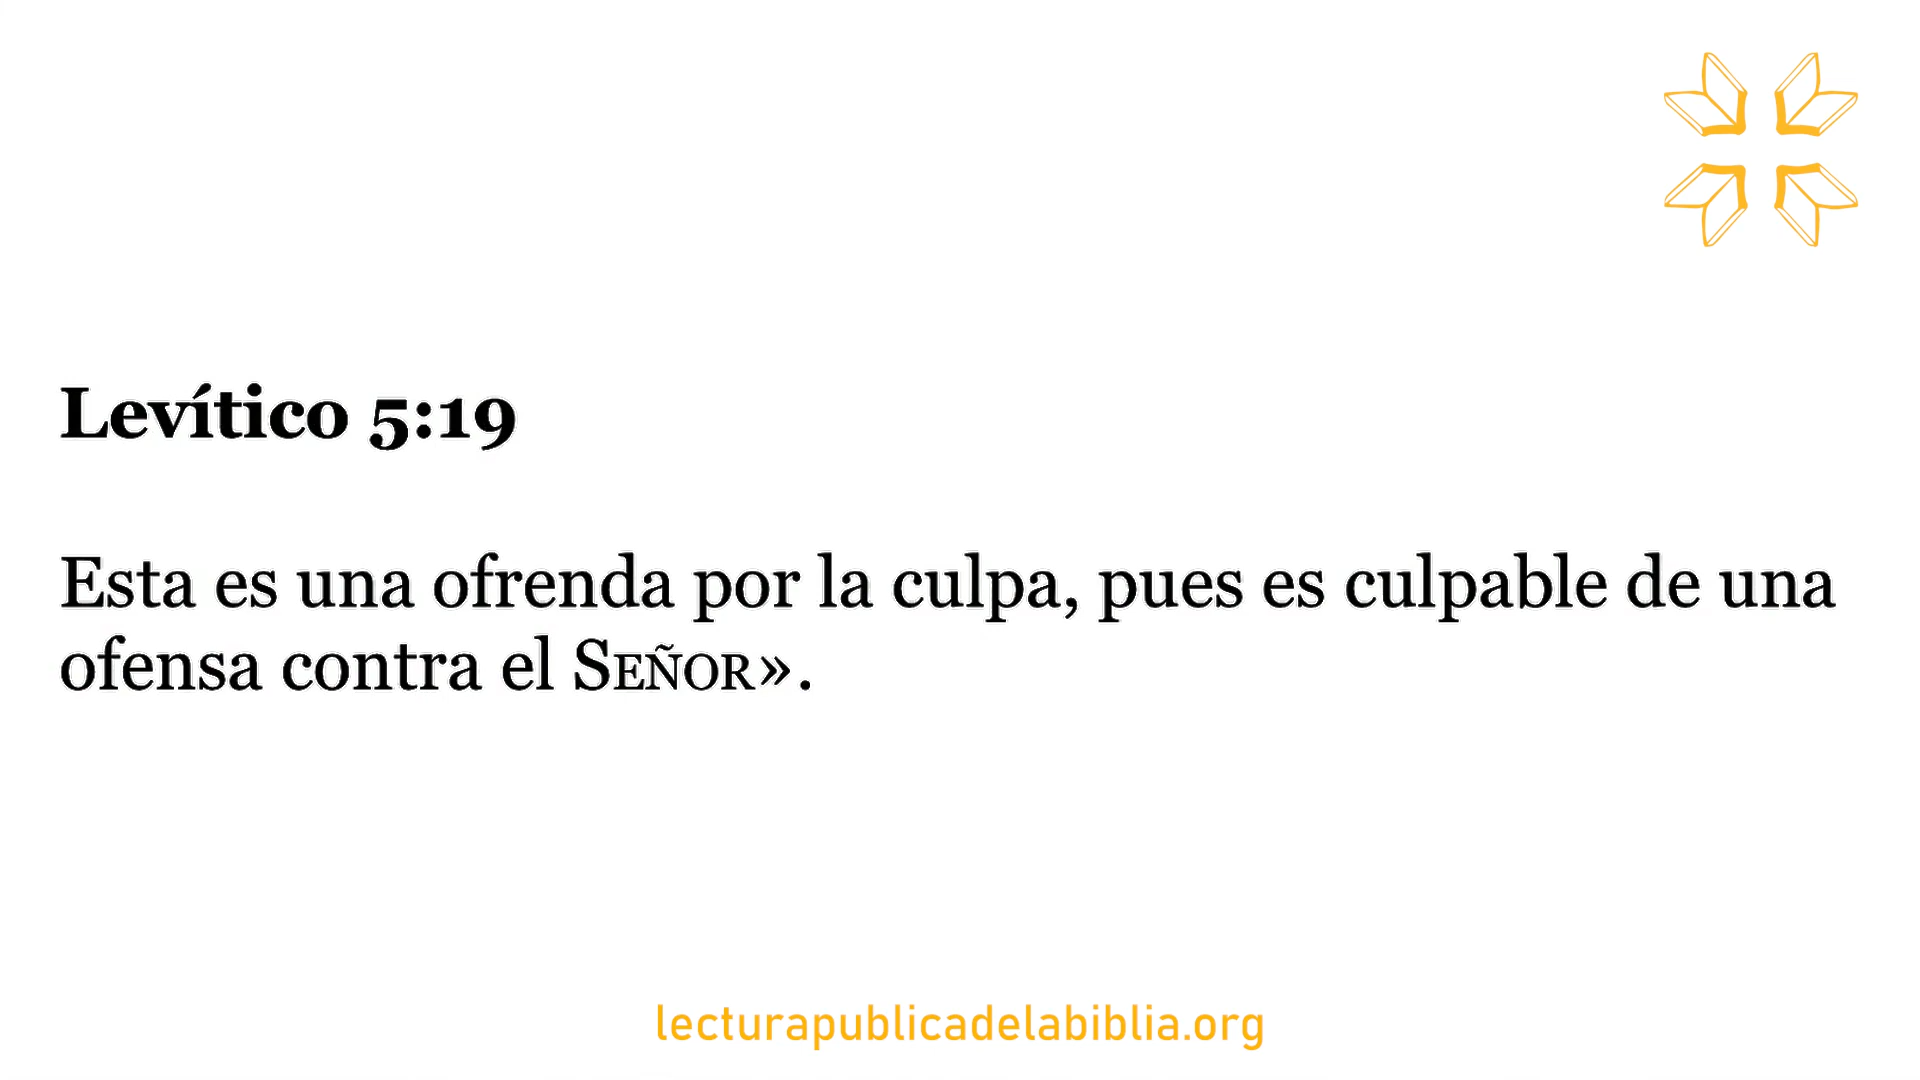 Levítico 5:19
Esta es una ofrenda por la culpa, pues es culpable de una
ofensa contra el SEÑOR».
lecturapublicadelabiblia.org